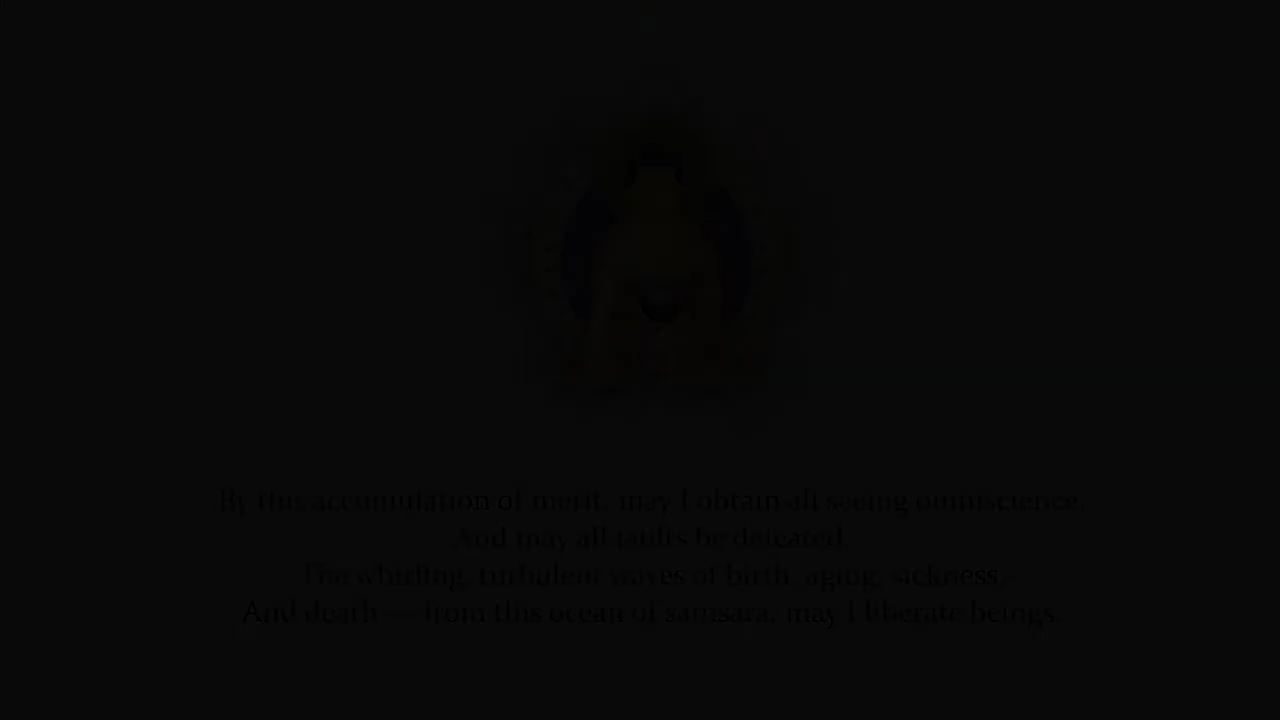 By this accumulation of merit, may I obtain all seeing omniscience,
And may all faults be defeated.
The whirling, turbulent waves of birth, aging, sickness,
And death — from this ocean of samsara, may I liberate beings.